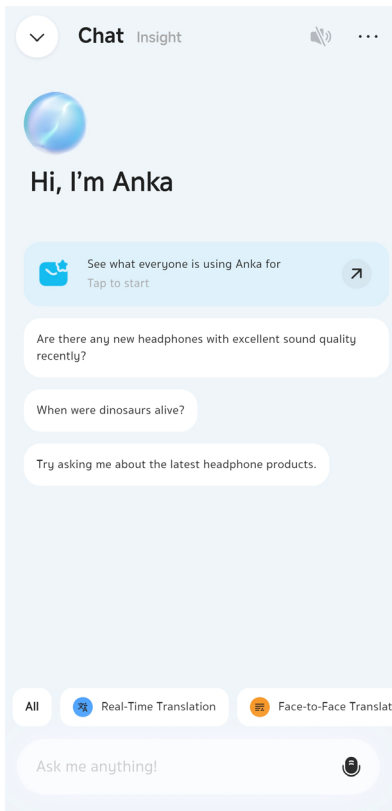 Chat Insight
Hi, I'm Anka
See what everyone is using Anka for
Tap to start
Are there any new headphones with excellent sound quality
recently?
When were dinosaurs alive?
Try asking me about the latest headphone products.
All Real-Time Translation Face-to-Face Translat
Ask me anything!